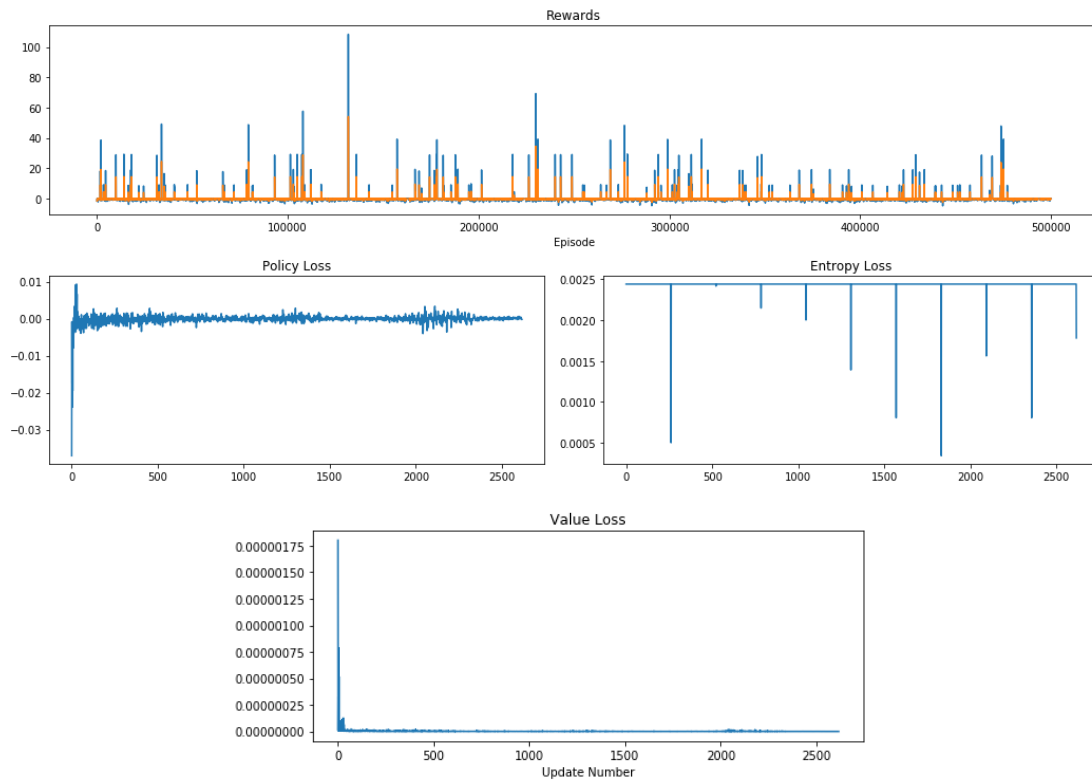 Rewards
100
80
60
40
20
0
0 100000 200000 300000 400000 500000
Episode
Policy Loss
0.01
0.00
−0.01
−0.02
−0.03
0 500 1000 1500 2000 2500
Entropy Loss
0.0025
0.0020
0.0015
0.0010
0.0005
0 500 1000 1500 2000 2500
Value Loss
0.00000175
0.00000150
0.00000125
0.00000100
0.00000075
0.00000050
0.00000025
0.00000000
0 500 1000 1500 2000 2500
Update Number